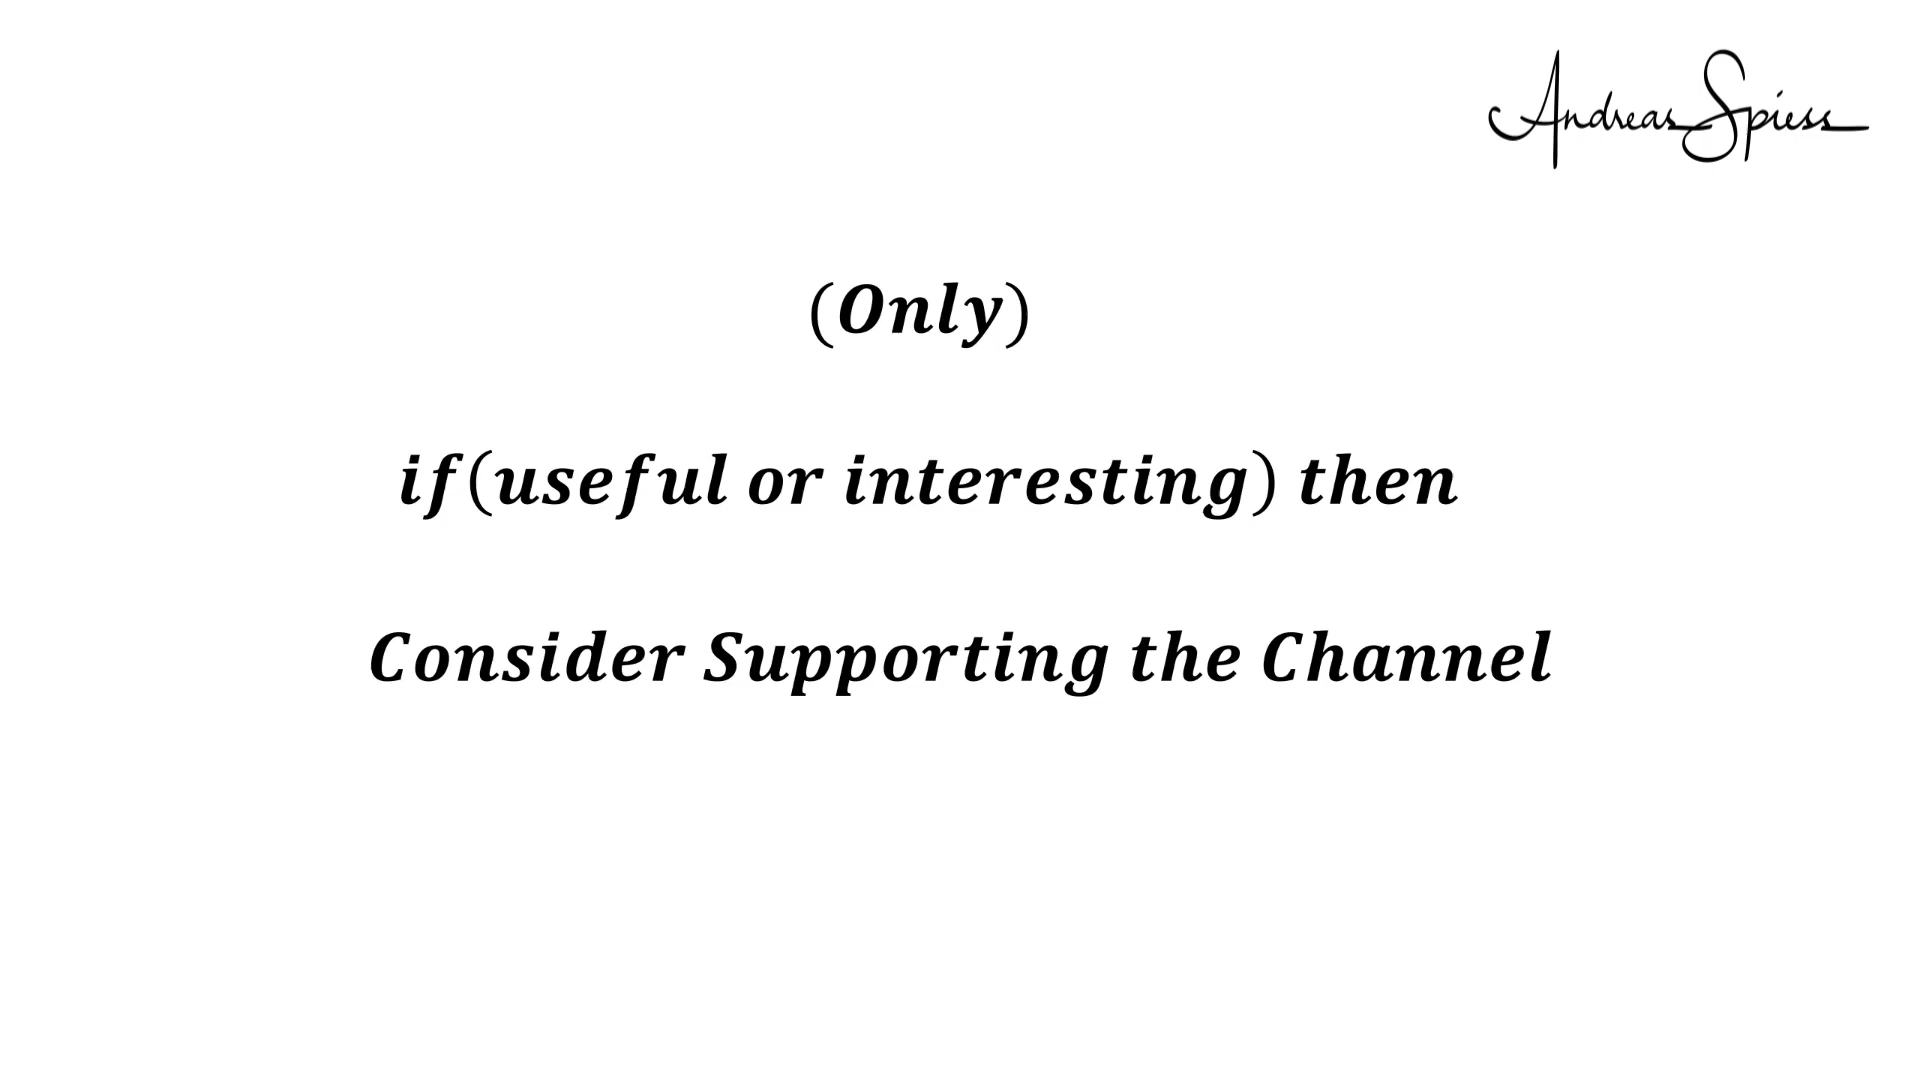 Andreas Spiess
(Only)
if(useful or interesting) then
Consider Supporting the Channel